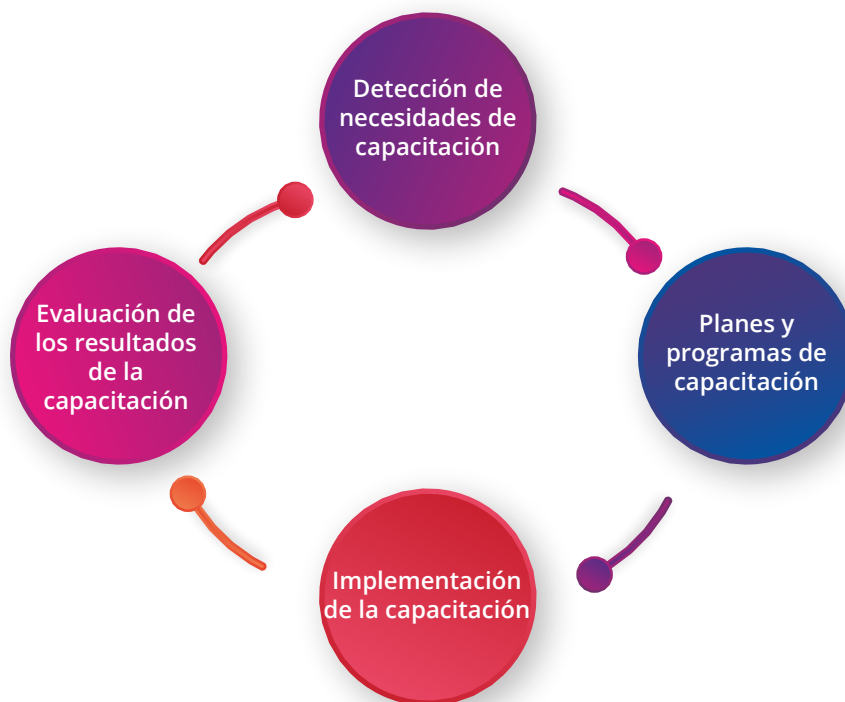 Detección de
necesidades de
capacitación
Planes y
programas de
capacitación
Implementación
de la capacitación
Evaluación de
los resultados
de la
capacitación